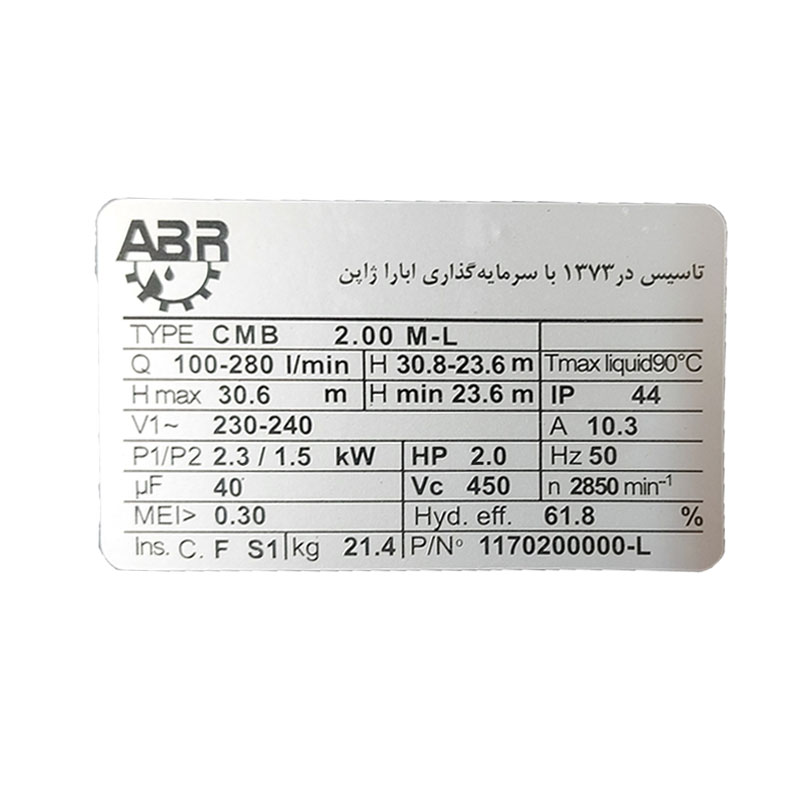 ABR
تاسیس در ۱۳۷۳ با سرمایه‌گذاری ابارا ژاپن
TYPE CMB 2.00 M-L
Q 100-280 l/min H 30.8-23.6 m Tmax liquid90°C
H max 30.6 m H min 23.6 m IP 44
V1~ 230-240 A 10.3
P1/P2 2.3 / 1.5 kW HP 2.0 Hz 50
µF 40 Vc 450 n 2850 min⁻¹
MEI> 0.30 Hyd. eff. 61.8 %
Ins. C. F S1 kg 21.4 P/N° 1170200000-L